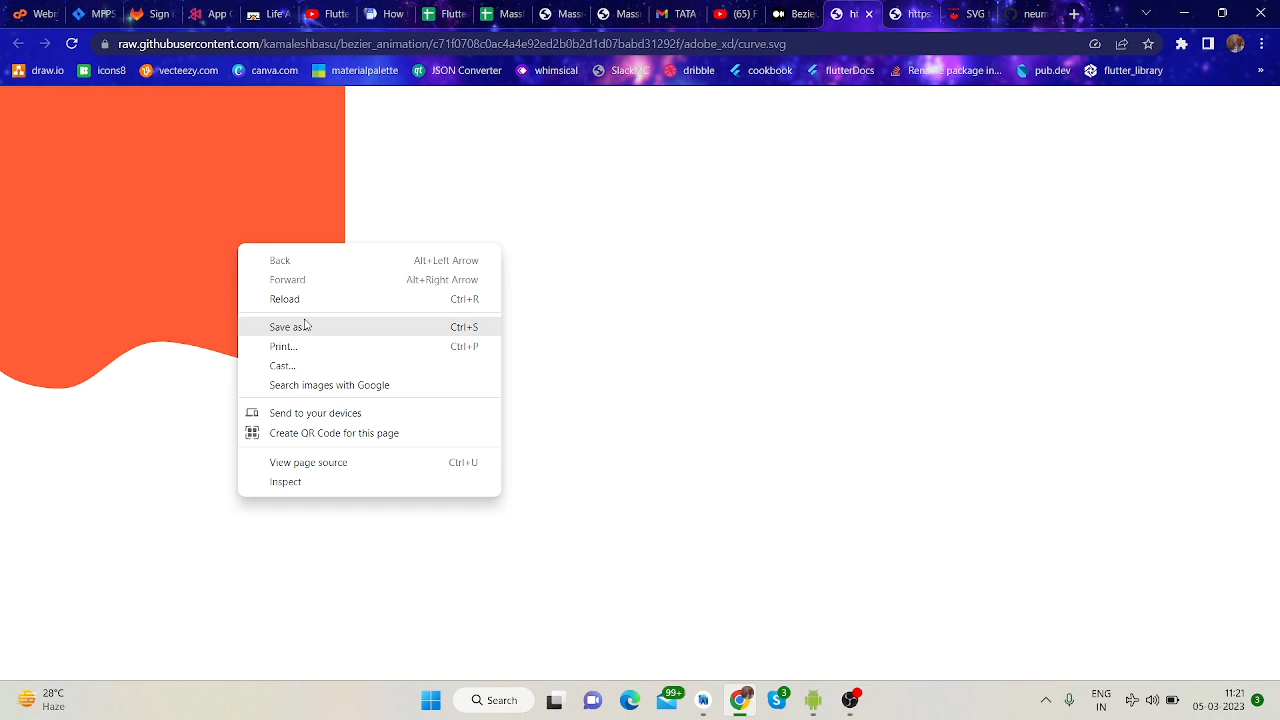 Webr MPPS Sign App C LifeA Flutte How Flutte Massl Mass Mass TATA (65) F Bezie ht https SVG neum
raw.githubusercontent.com/kamaleshbasu/bezier_animation/c71f0708c0ac4a4e92ed2b0b2d1d07babd31292f/adobe_xd/curve.svg
draw.io icons8 vecteezy.com canva.com materialpalette JSON Converter whimsical SlackMC dribble cookbook flutterDocs Rename package in... pub.dev flutter_library »
Back Alt+Left Arrow
Forward Alt+Right Arrow
Reload Ctrl+R
Save as... Ctrl+S
Print... Ctrl+P
Cast...
Search images with Google
Send to your devices
Create QR Code for this page
View page source Ctrl+U
Inspect
28°C
Haze
Search
99+
3
ENG
IN
11:21
05-03-2023
3